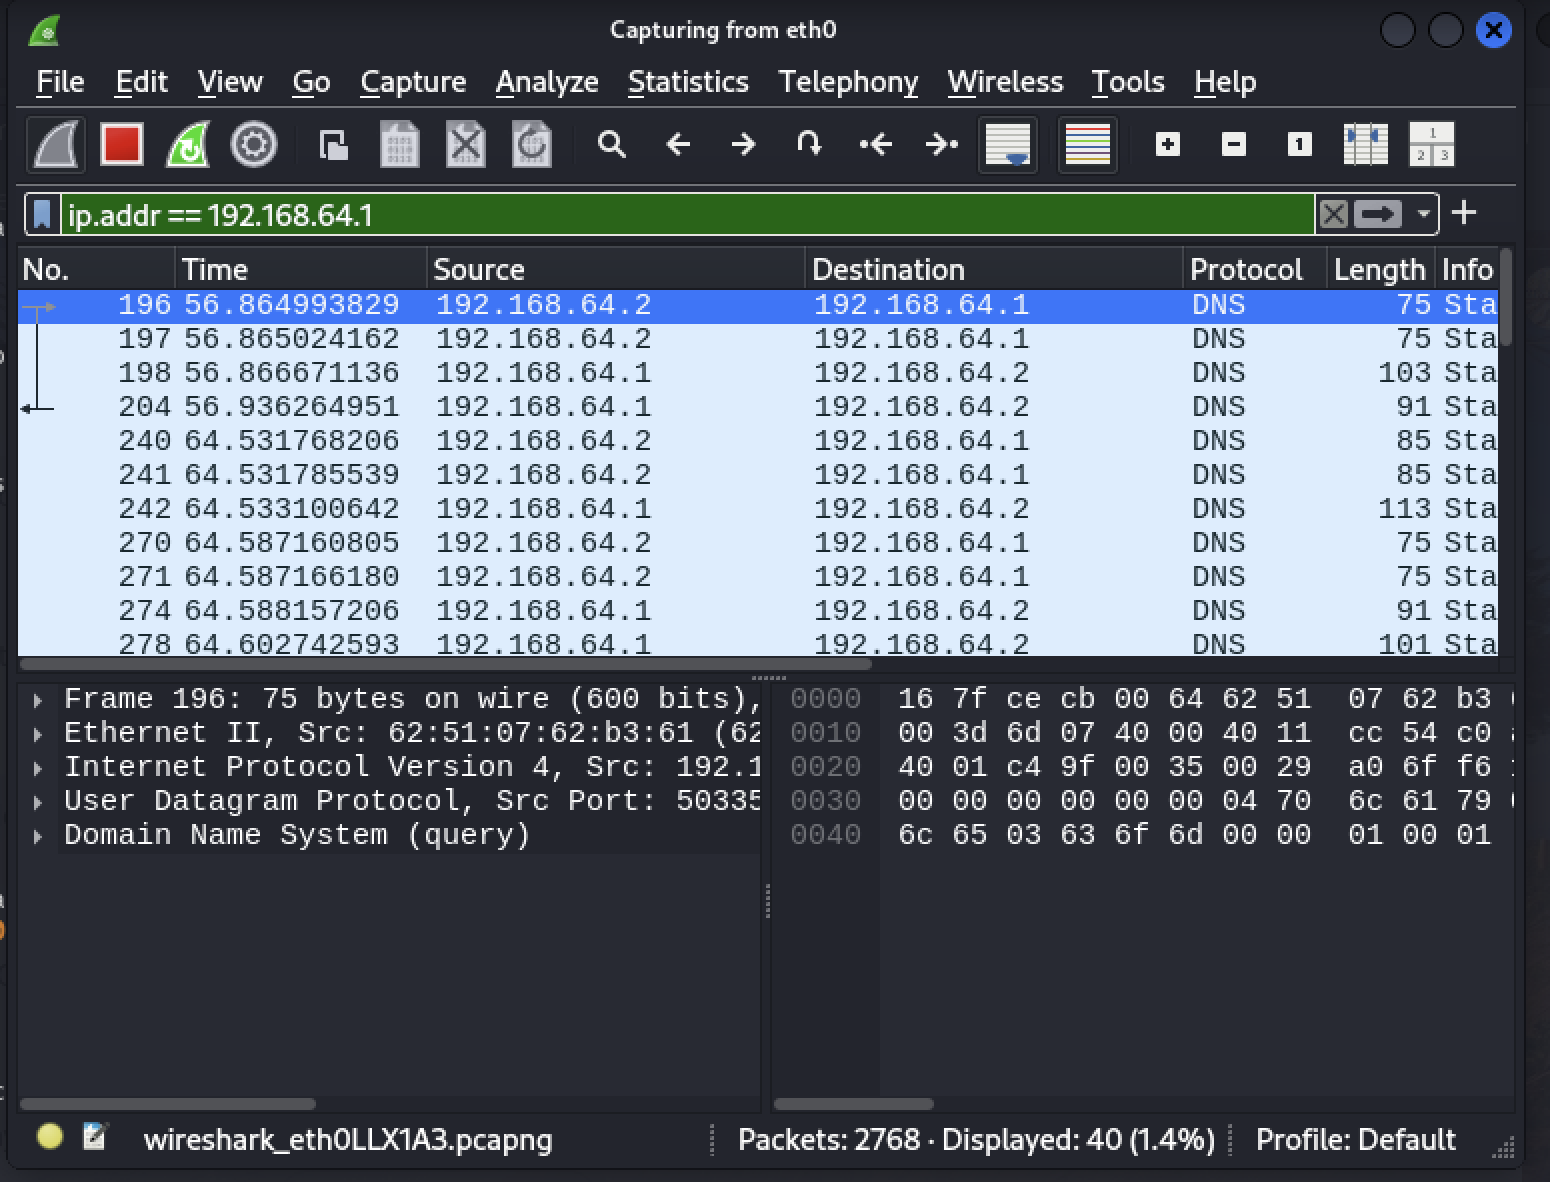 Capturing from eth0
File Edit View Go Capture Analyze Statistics Telephony Wireless Tools Help
ip.addr == 192.168.64.1
No. Time Source Destination Protocol Length Info
196 56.864993829 192.168.64.2 192.168.64.1 DNS 75 Sta
197 56.865024162 192.168.64.2 192.168.64.1 DNS 75 Sta
198 56.866671136 192.168.64.1 192.168.64.2 DNS 103 Sta
204 56.936264951 192.168.64.1 192.168.64.2 DNS 91 Sta
240 64.531768206 192.168.64.2 192.168.64.1 DNS 85 Sta
241 64.531785539 192.168.64.2 192.168.64.1 DNS 85 Sta
242 64.533100642 192.168.64.1 192.168.64.2 DNS 113 Sta
270 64.587160805 192.168.64.2 192.168.64.1 DNS 75 Sta
271 64.587166180 192.168.64.2 192.168.64.1 DNS 75 Sta
274 64.588157206 192.168.64.1 192.168.64.2 DNS 91 Sta
278 64.602742593 192.168.64.1 192.168.64.2 DNS 101 Sta
Frame 196: 75 bytes on wire (600 bits),
Ethernet II, Src: 62:51:07:62:b3:61 (62
Internet Protocol Version 4, Src: 192.1
User Datagram Protocol, Src Port: 50335
Domain Name System (query)
0000 16 7f ce cb 00 64 62 51 07 62 b3
0010 00 3d 6d 07 40 00 40 11 cc 54 c0
0020 40 01 c4 9f 00 35 00 29 a0 6f f6
0030 00 00 00 00 00 00 04 70 6c 61 79
0040 6c 65 03 63 6f 6d 00 00 01 00 01
wireshark_eth0LLX1A3.pcapng
Packets: 2768 · Displayed: 40 (1.4%)
Profile: Default